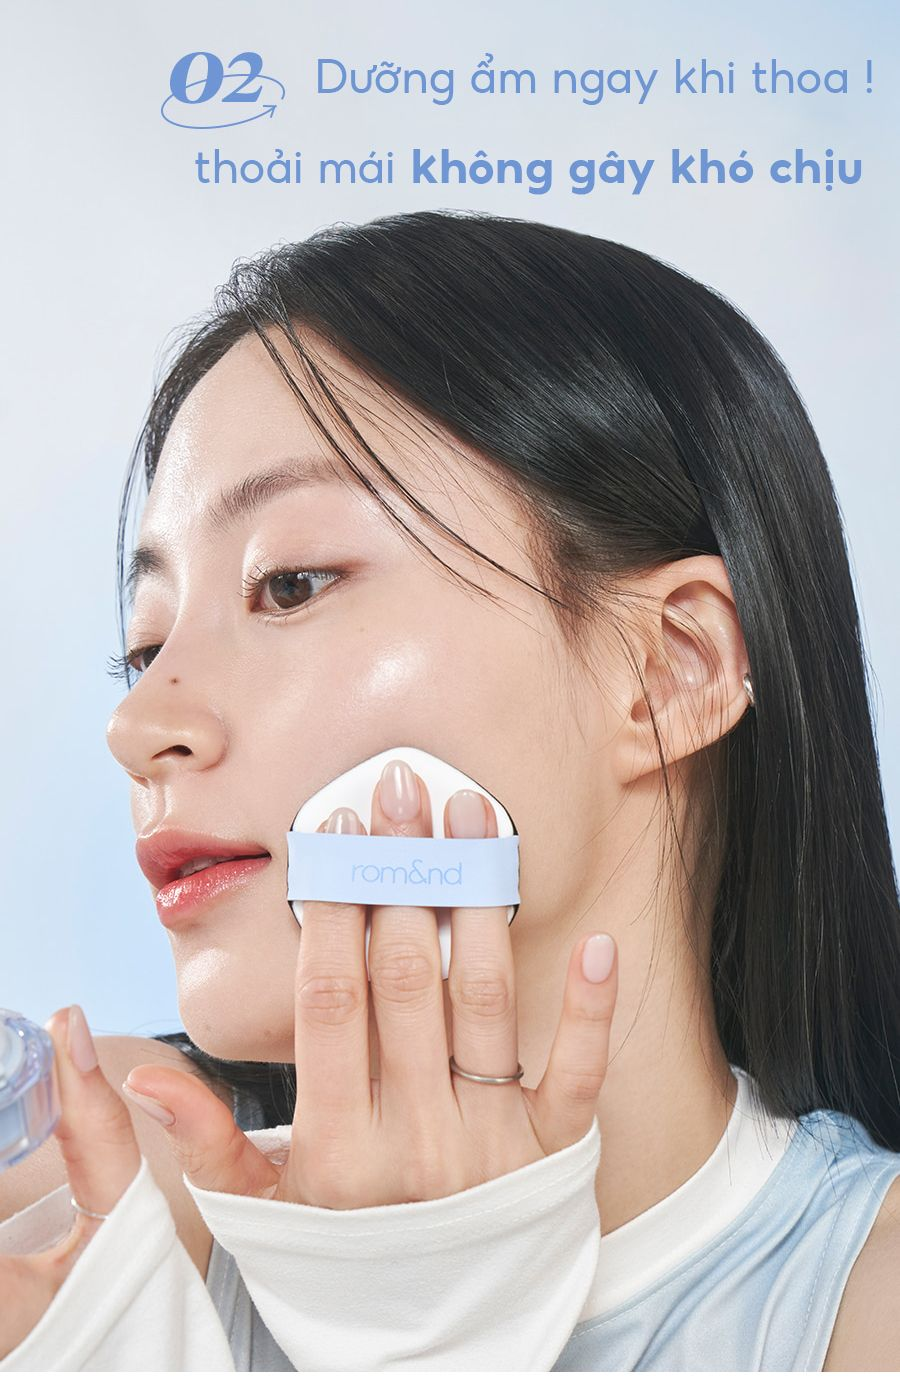 02 Dưỡng ẩm ngay khi thoa !
thoải mái không gây khó chịu
rom&nd